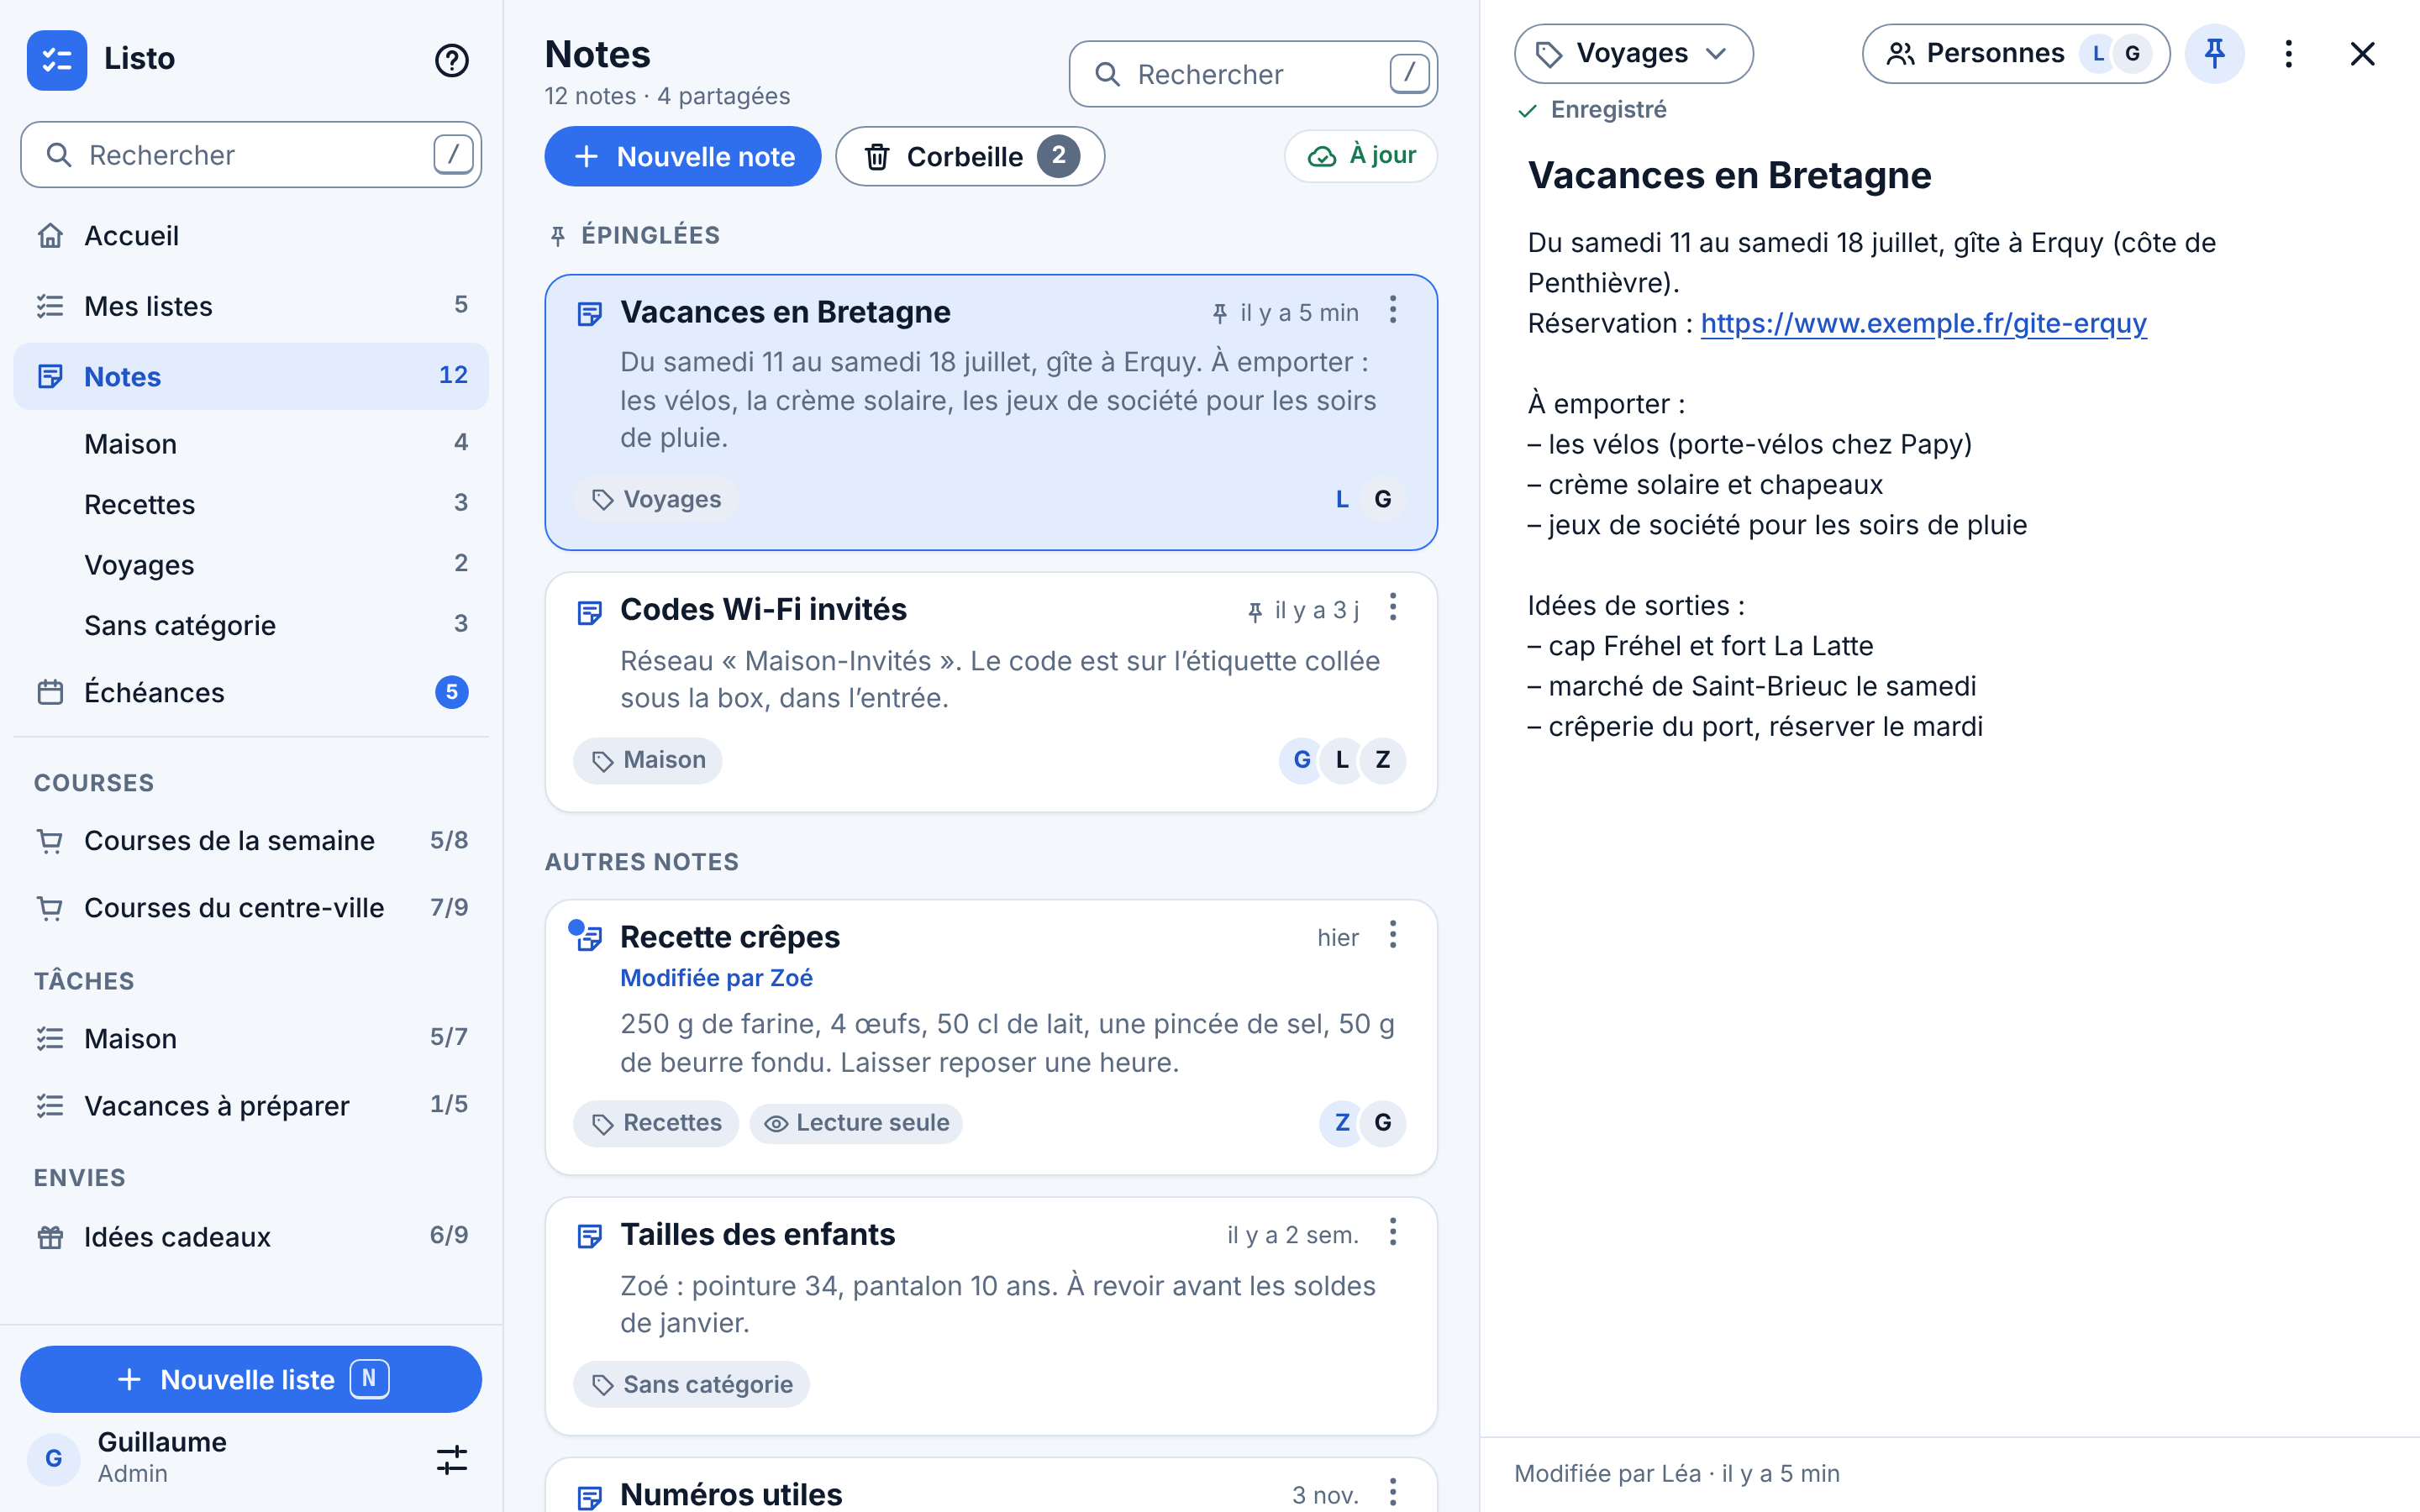 Listo
Rechercher /
Accueil
Mes listes 5
Notes 12
Maison 4
Recettes 3
Voyages 2
Sans catégorie 3
Échéances 5
COURSES
Courses de la semaine 5/8
Courses du centre-ville 7/9
TÂCHES
Maison 5/7
Vacances à préparer 1/5
ENVIES
Idées cadeaux 6/9
+ Nouvelle liste N
G Guillaume
Admin
Notes
12 notes · 4 partagées
Rechercher /
+ Nouvelle note
Corbeille 2
À jour
ÉPINGLÉES
Vacances en Bretagne il y a 5 min
Du samedi 11 au samedi 18 juillet, gîte à Erquy. À emporter :
les vélos, la crème solaire, les jeux de société pour les soirs
de pluie.
Voyages L G
Codes Wi-Fi invités il y a 3 j
Réseau « Maison-Invités ». Le code est sur l’étiquette collée
sous la box, dans l’entrée.
Maison G L Z
AUTRES NOTES
Recette crêpes hier
Modifiée par Zoé
250 g de farine, 4 œufs, 50 cl de lait, une pincée de sel, 50 g
de beurre fondu. Laisser reposer une heure.
Recettes Lecture seule Z G
Tailles des enfants il y a 2 sem.
Zoé : pointure 34, pantalon 10 ans. À revoir avant les soldes
de janvier.
Sans catégorie
Numéros utiles 3 nov.
Voyages
Personnes L G
Enregistré
Vacances en Bretagne
Du samedi 11 au samedi 18 juillet, gîte à Erquy (côte de
Penthièvre).
Réservation : https://www.exemple.fr/gite-erquy
À emporter :
– les vélos (porte-vélos chez Papy)
– crème solaire et chapeaux
– jeux de société pour les soirs de pluie
Idées de sorties :
– cap Fréhel et fort La Latte
– marché de Saint-Brieuc le samedi
– crêperie du port, réserver le mardi
Modifiée par Léa · il y a 5 min